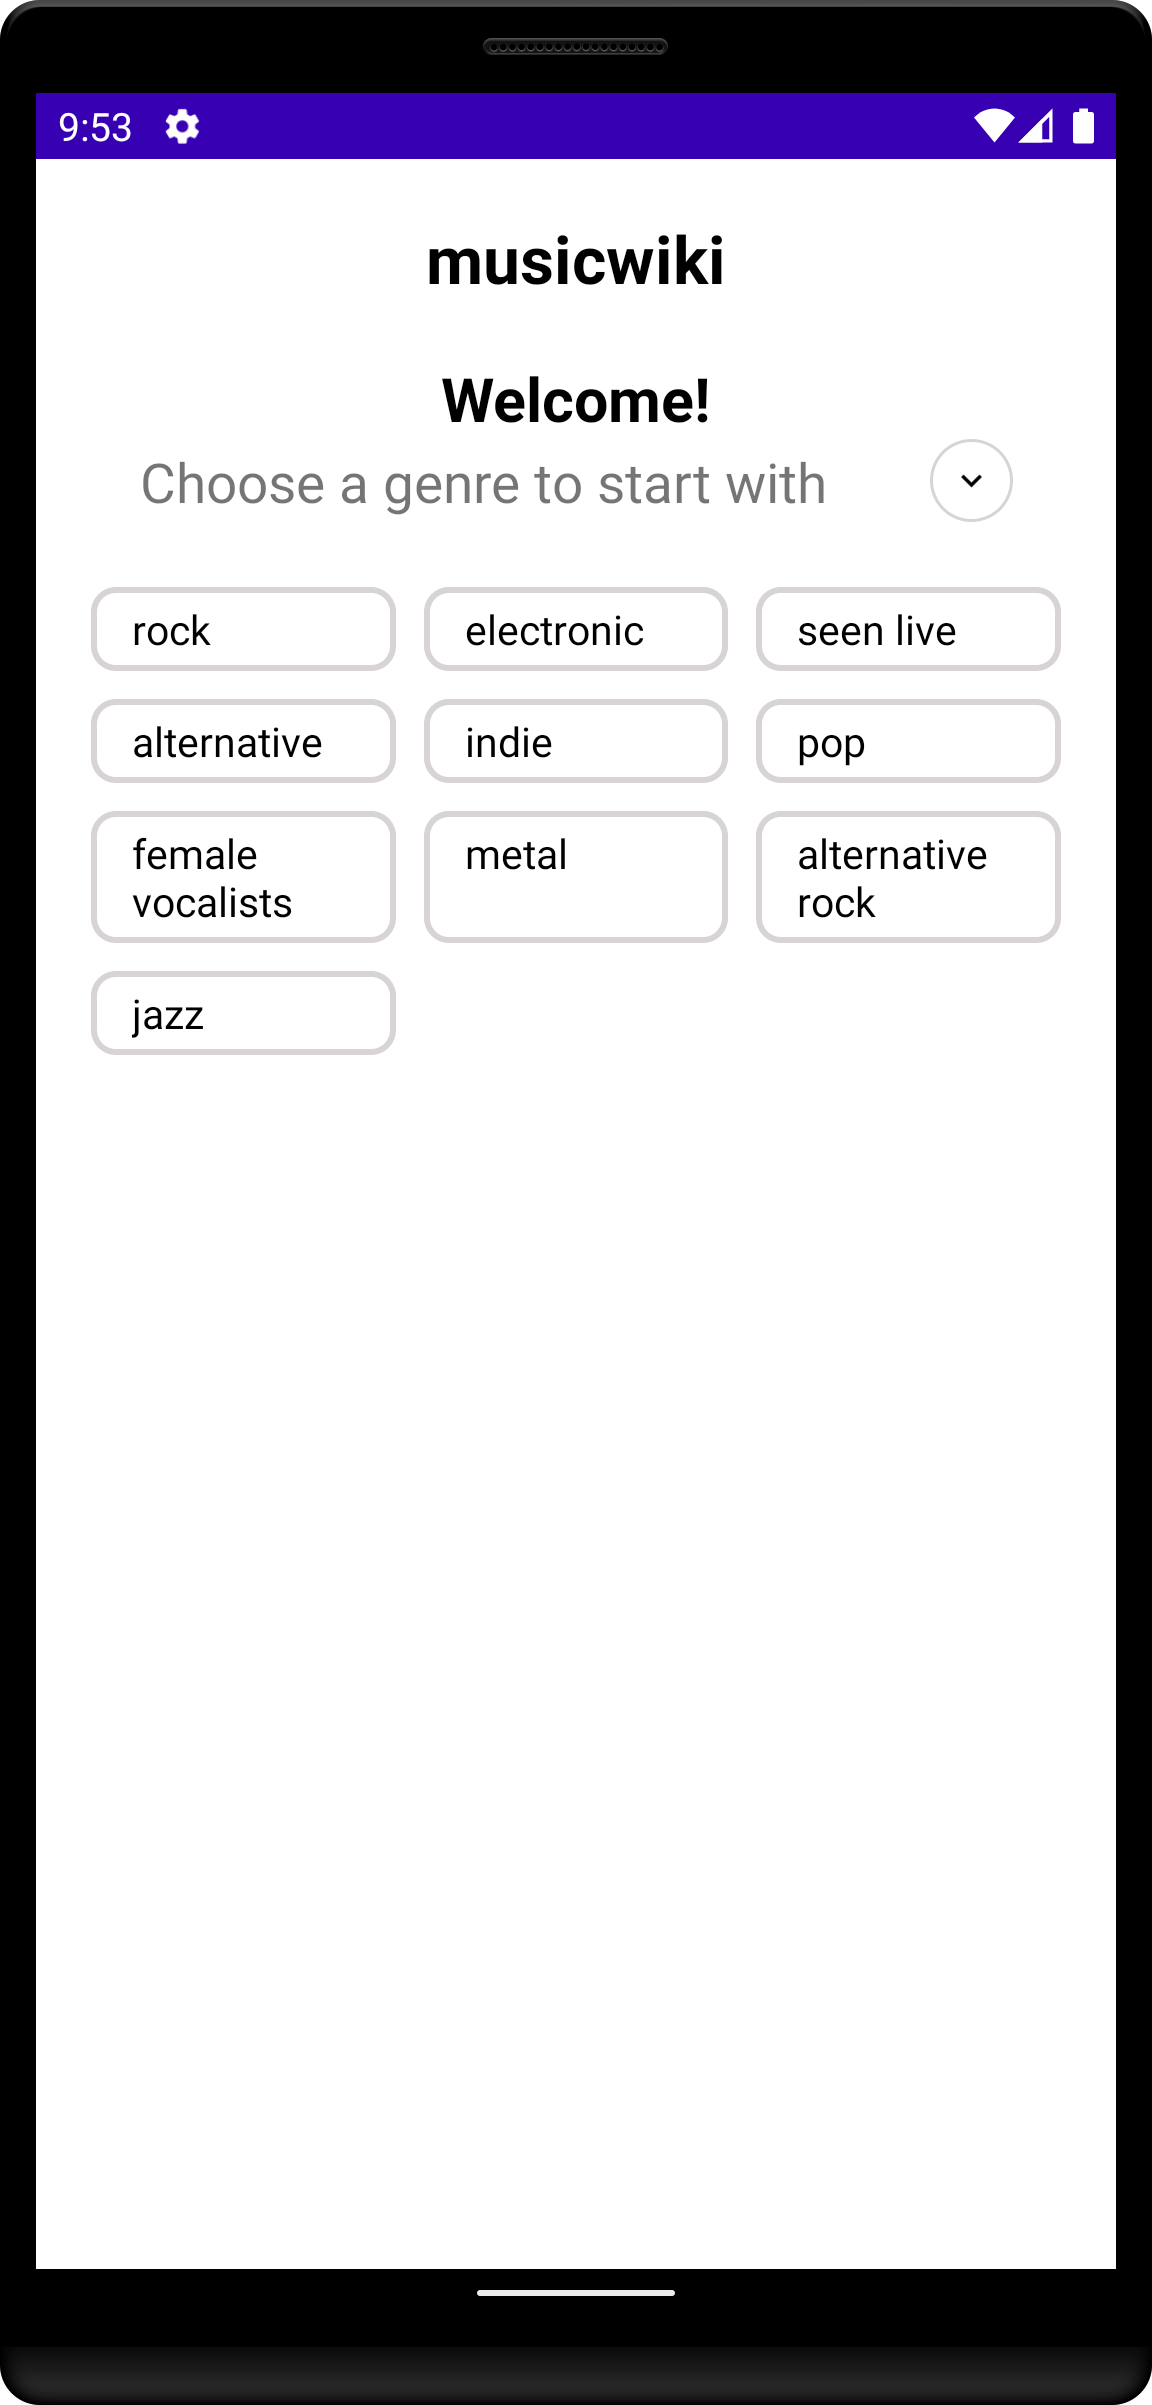 9:53
musicwiki
Welcome!
Choose a genre to start with
rock
electronic
seen live
alternative
indie
pop
female
vocalists
metal
alternative
rock
jazz